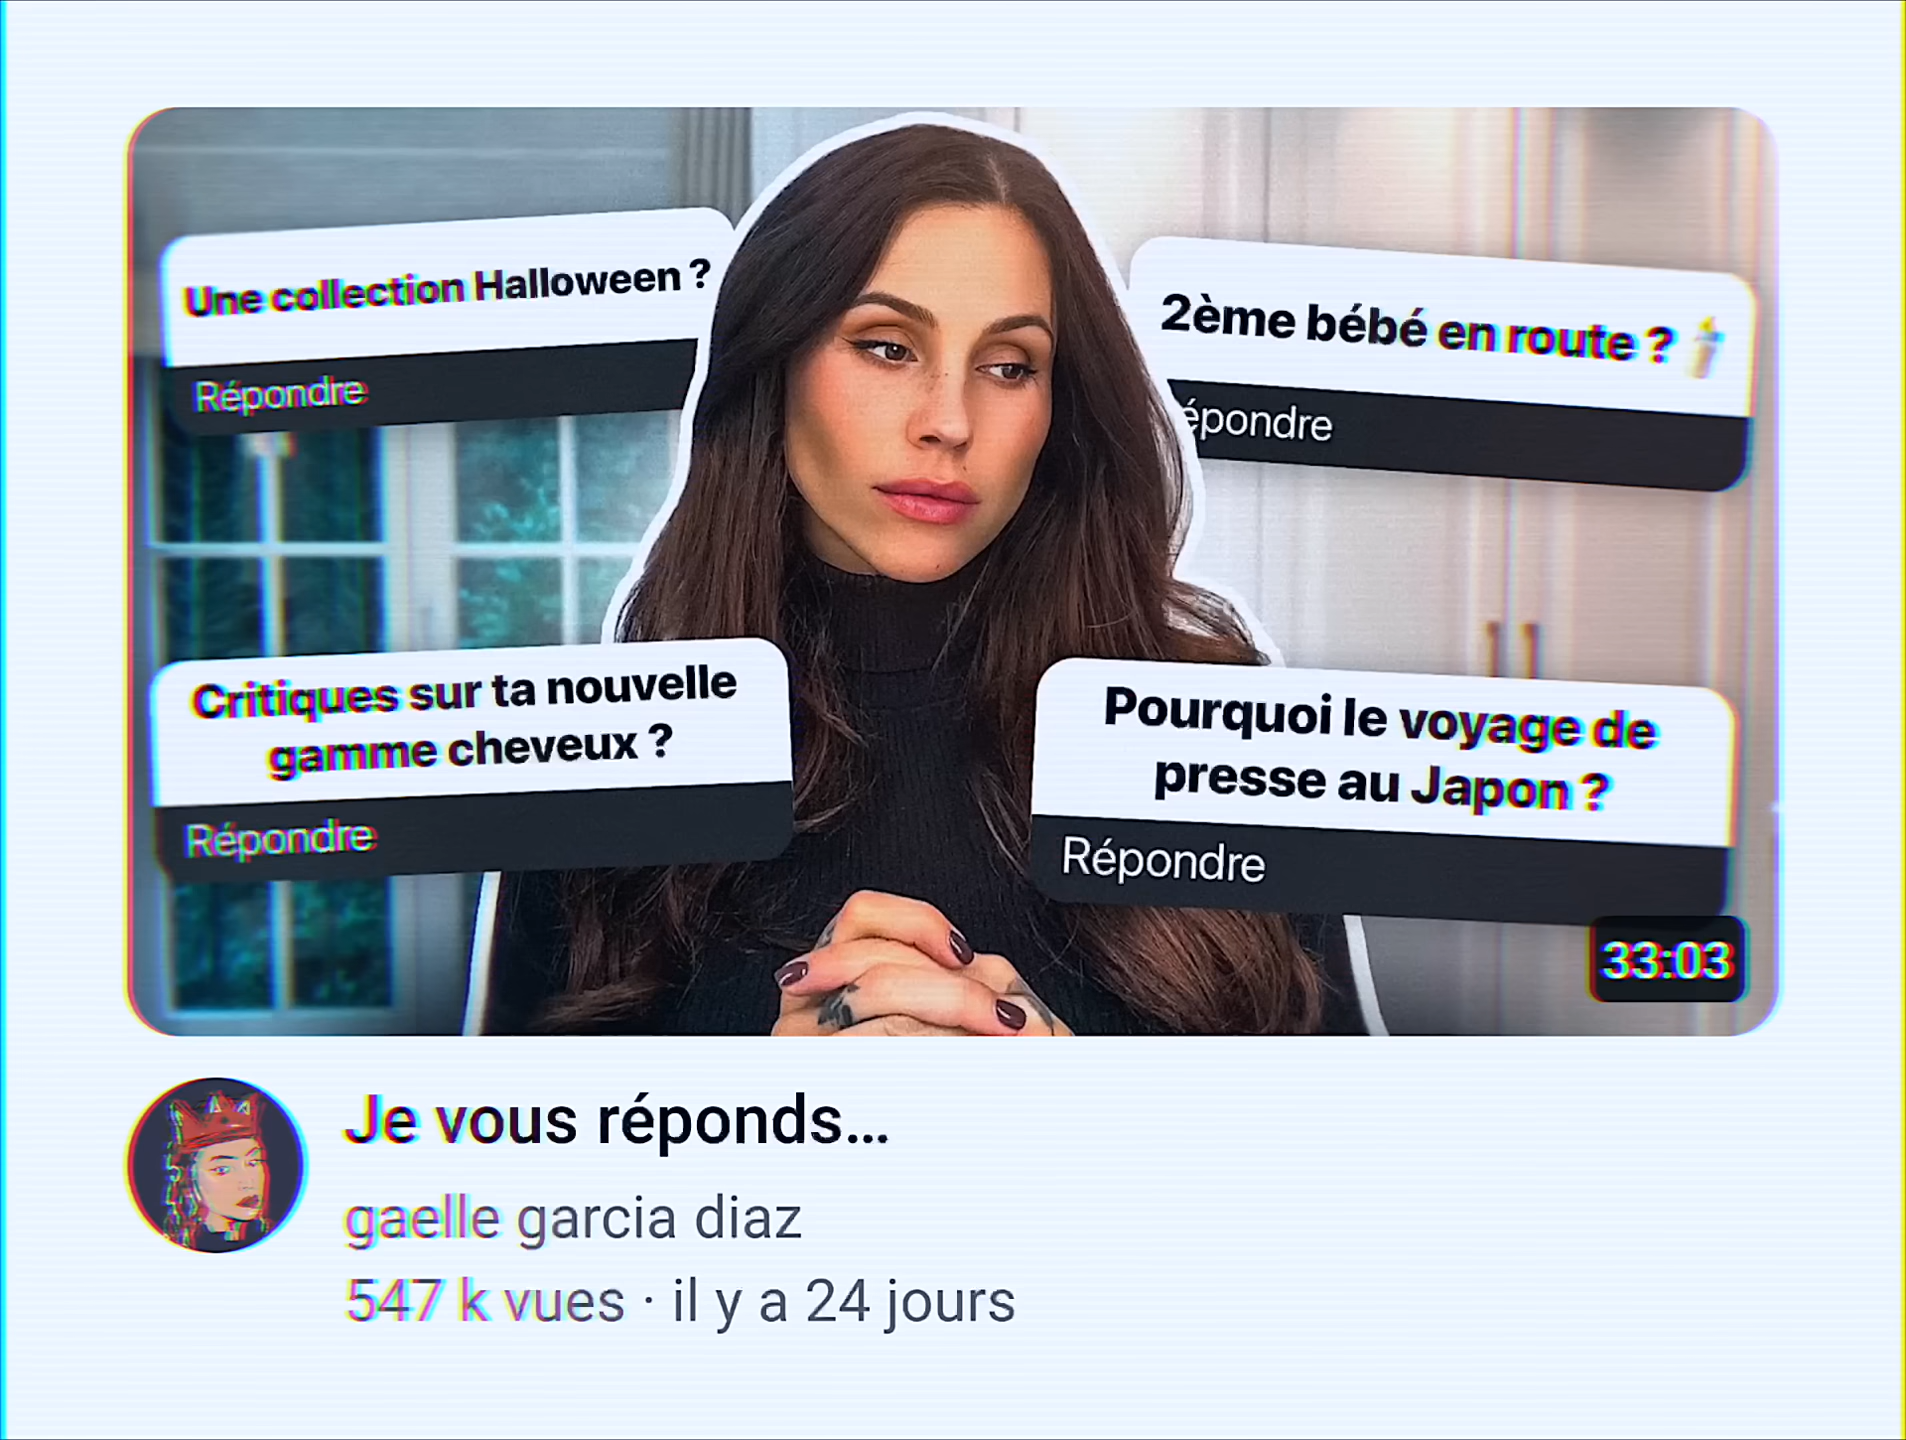 Une collection Halloween ?
Répondre
2ème bébé en route ?
épondre
Critiques sur ta nouvelle
gamme cheveux ?
Répondre
Pourquoi le voyage de
presse au Japon ?
Répondre
33:03
Je vous réponds...
gaelle garcia diaz
547 k vues · il y a 24 jours